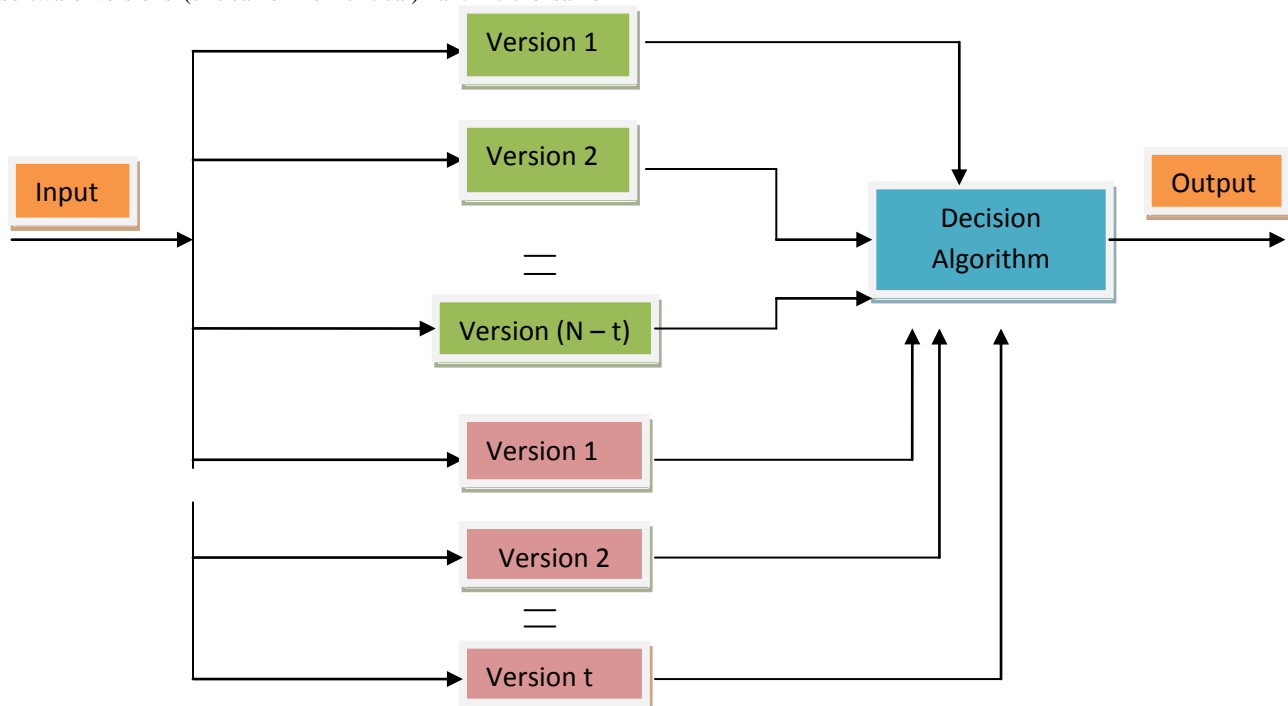 Version 1
Version 2
Input
Output
Decision
Algorithm
Version (N – t)
Version 1
Version 2
Version t